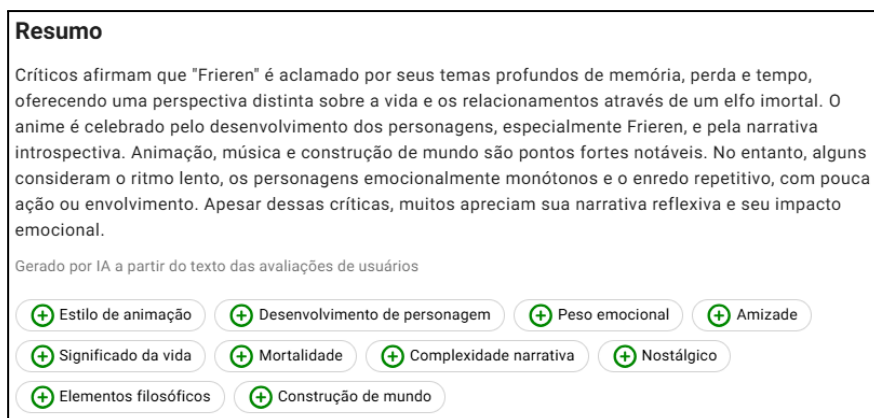 Resumo
Críticos afirmam que "Frieren" é aclamado por seus temas profundos de memória, perda e tempo,
oferecendo uma perspectiva distinta sobre a vida e os relacionamentos através de um elfo imortal. O
anime é celebrado pelo desenvolvimento dos personagens, especialmente Frieren, e pela narrativa
introspectiva. Animação, música e construção de mundo são pontos fortes notáveis. No entanto, alguns
consideram o ritmo lento, os personagens emocionalmente monótonos e o enredo repetitivo, com pouca
ação ou envolvimento. Apesar dessas críticas, muitos apreciam sua narrativa reflexiva e seu impacto
emocional.
Gerado por IA a partir do texto das avaliações de usuários
Estilo de animação Desenvolvimento de personagem Peso emocional Amizade
Significado da vida Mortalidade Complexidade narrativa Nostálgico
Elementos filosóficos Construção de mundo